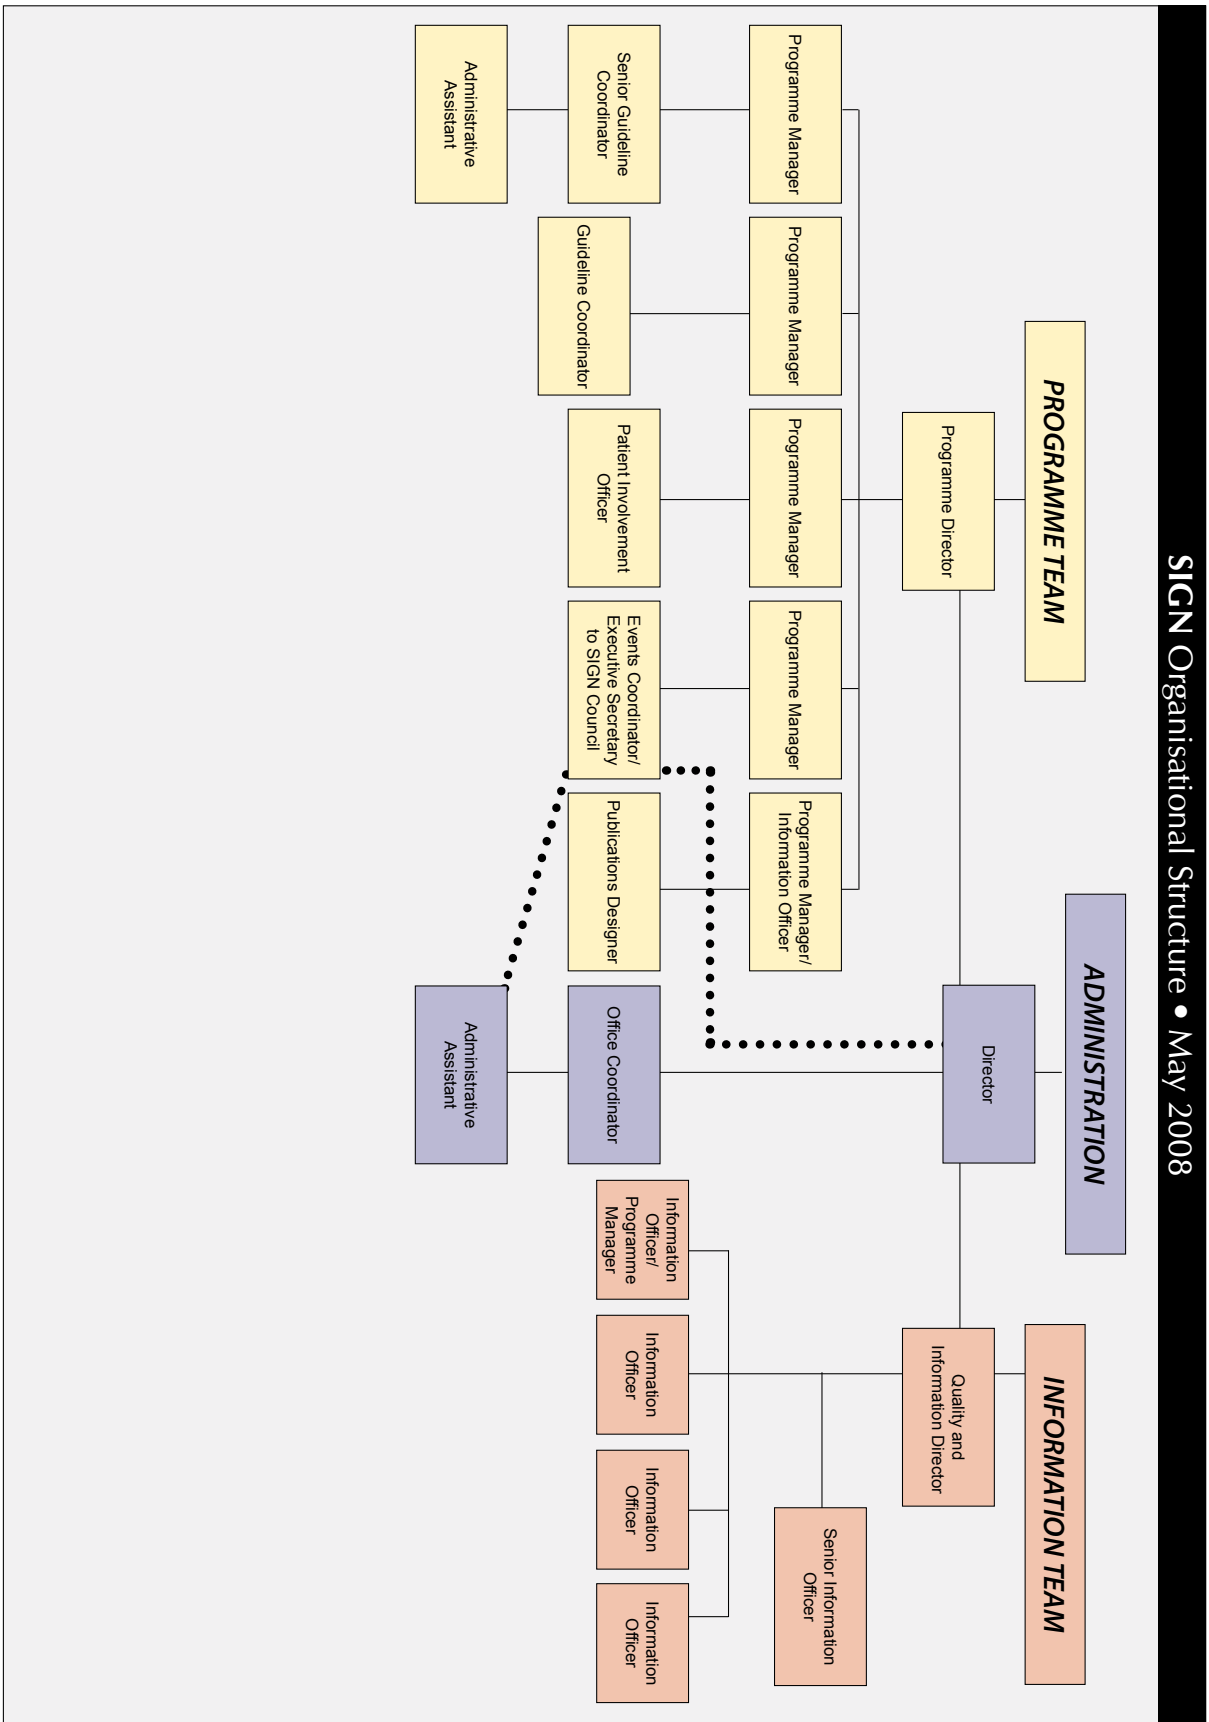 SIGN Organisational Structure • May 2008
PROGRAMME TEAM
ADMINISTRATION
INFORMATION TEAM
Programme Director
Director
Quality and
Information Director
Programme Manager
Programme Manager
Programme Manager
Programme Manager
Programme Manager/
Information Officer
Senior Information
Officer
Senior Guideline
Coordinator
Guideline Coordinator
Patient Involvement
Officer
Events Coordinator/
Executive Secretary
to SIGN Council
Publications Designer
Office Coordinator
Information
Officer/
Programme
Manager
Information
Officer
Information
Officer
Information
Officer
Administrative
Assistant
Administrative
Assistant